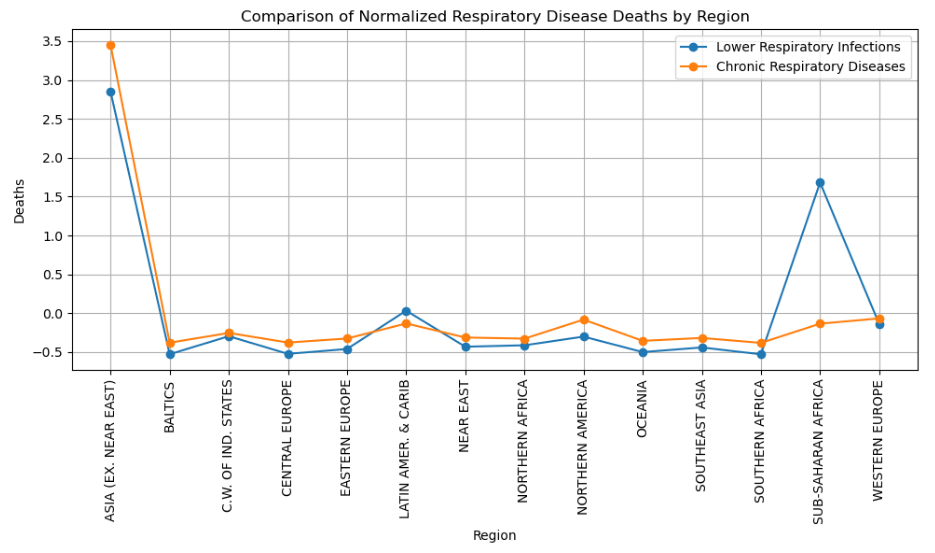 Comparison of Normalized Respiratory Disease Deaths by Region
Lower Respiratory Infections
Chronic Respiratory Diseases
3.5
3.0
2.5
2.0
1.5
1.0
0.5
0.0
−0.5
Deaths
ASIA (EX. NEAR EAST)
BALTICS
C.W. OF IND. STATES
CENTRAL EUROPE
EASTERN EUROPE
LATIN AMER. & CARIB
NEAR EAST
NORTHERN AFRICA
NORTHERN AMERICA
OCEANIA
SOUTHEAST ASIA
SOUTHERN AFRICA
SUB-SAHARAN AFRICA
WESTERN EUROPE
Region